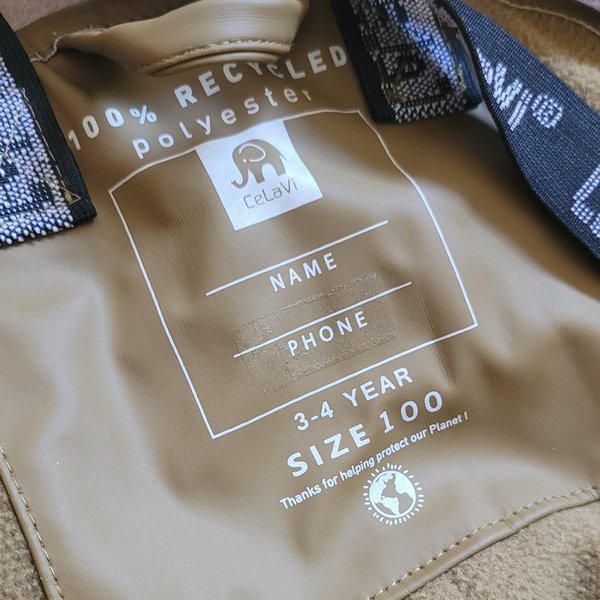 100% RECYCLED
polyester
CeLaVi
NAME
PHONE
3-4 YEAR
SIZE 100
Thanks for helping protect our Planet !